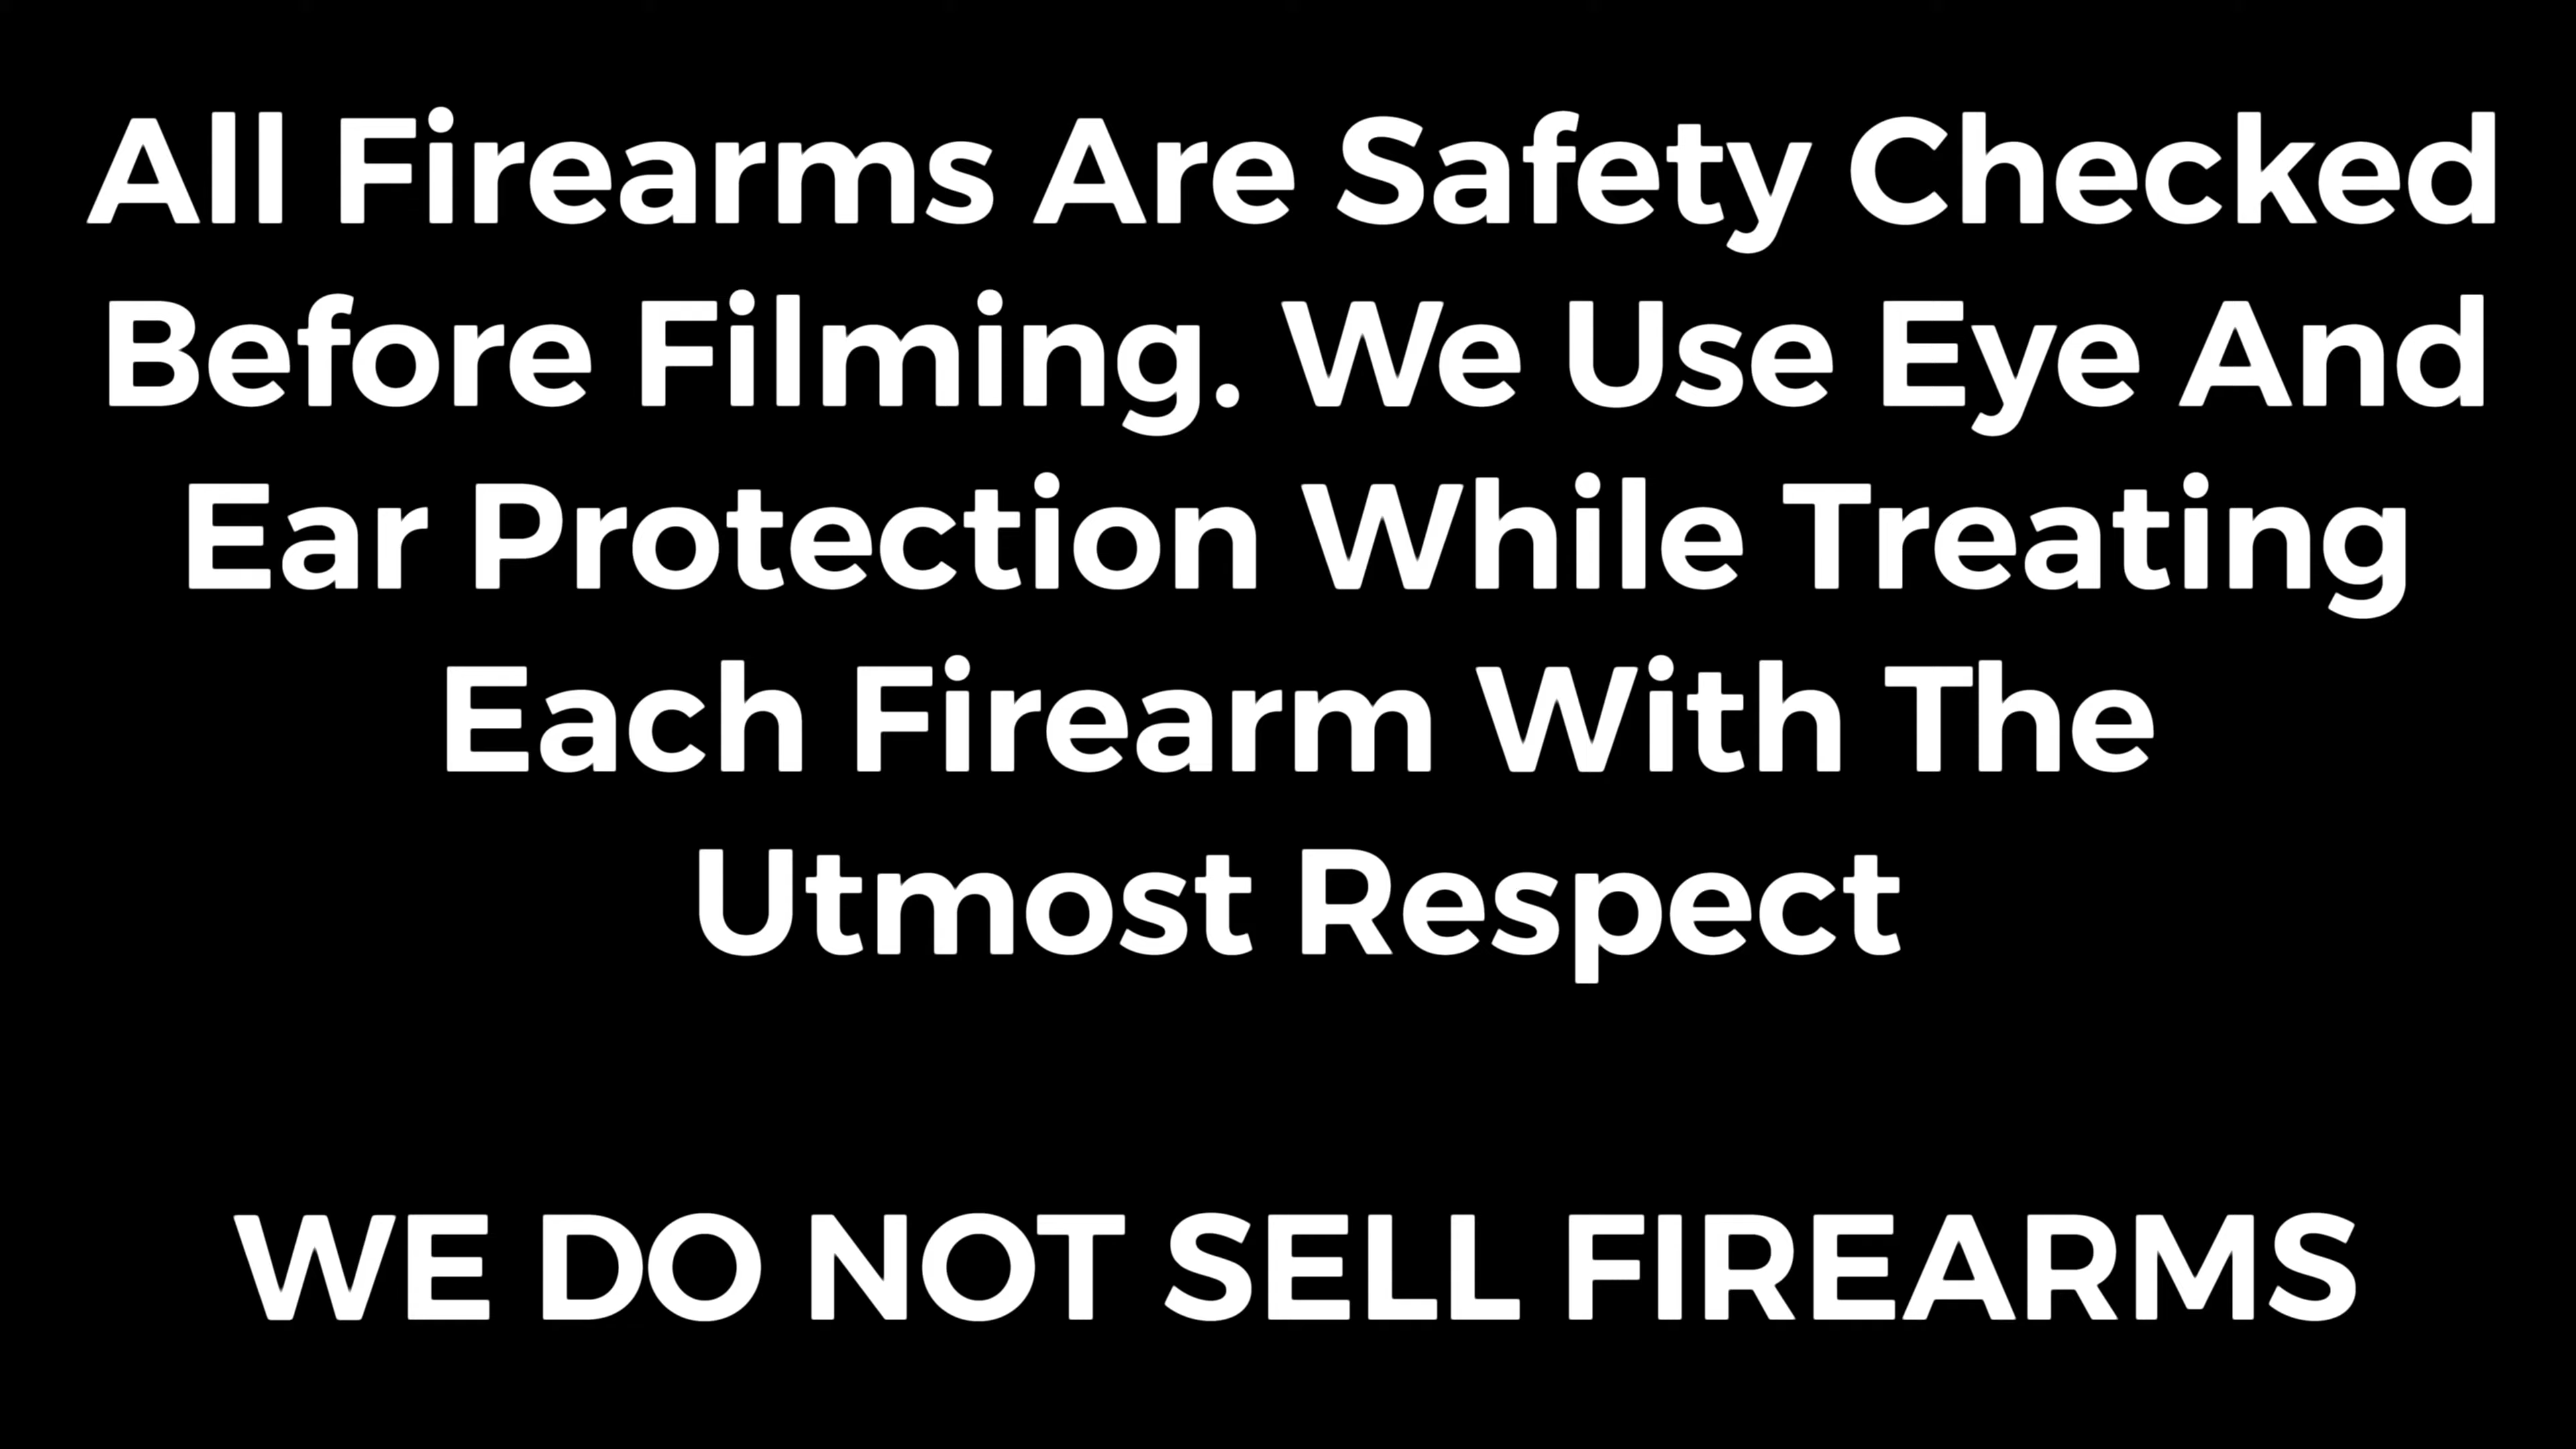 All Firearms Are Safety Checked
Before Filming. We Use Eye And
Ear Protection While Treating
Each Firearm With The
Utmost Respect
WE DO NOT SELL FIREARMS